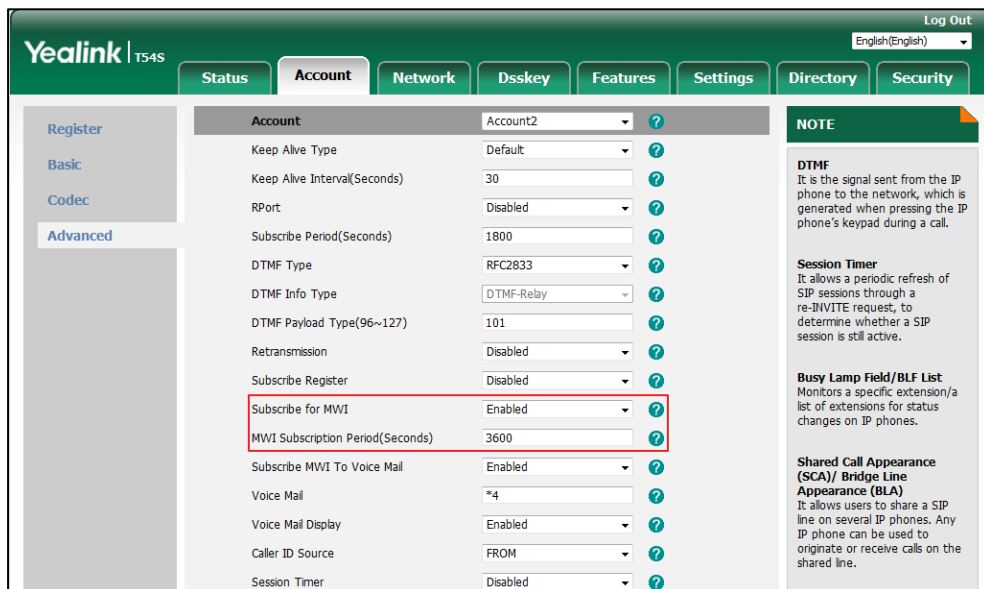 Log Out
Yealink | T54S
English(English)
Status
Account
Network
Dsskey
Features
Settings
Directory
Security
Register
Basic
Codec
Advanced
Account Account2
Keep Alive Type Default
Keep Alive Interval(Seconds) 30
RPort Disabled
Subscribe Period(Seconds) 1800
DTMF Type RFC2833
DTMF Info Type DTMF-Relay
DTMF Payload Type(96~127) 101
Retransmission Disabled
Subscribe Register Disabled
Subscribe for MWI Enabled
MWI Subscription Period(Seconds) 3600
Subscribe MWI To Voice Mail Enabled
Voice Mail *4
Voice Mail Display Enabled
Caller ID Source FROM
Session Timer Disabled
NOTE
DTMF
It is the signal sent from the IP
phone to the network, which is
generated when pressing the IP
phone's keypad during a call.
Session Timer
It allows a periodic refresh of
SIP sessions through a
re-INVITE request, to
determine whether a SIP
session is still active.
Busy Lamp Field/BLF List
Monitors a specific extension/a
list of extensions for status
changes on IP phones.
Shared Call Appearance
(SCA)/ Bridge Line
Appearance (BLA)
It allows users to share a SIP
line on several IP phones. Any
IP phone can be used to
originate or receive calls on the
shared line.